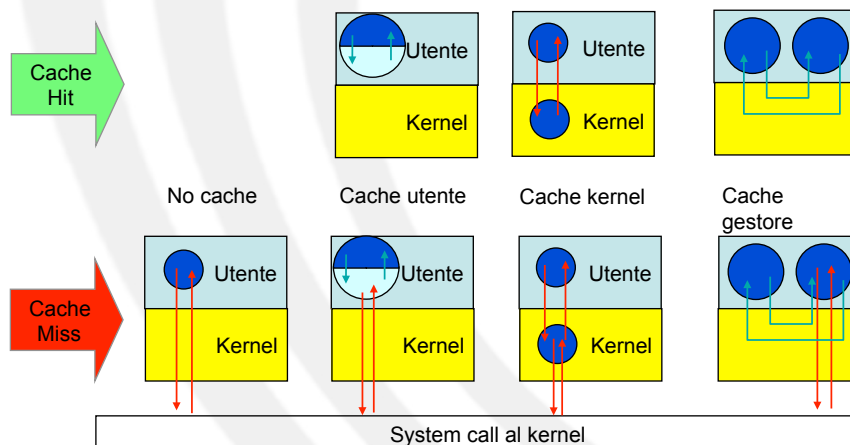 Cache
Hit
Utente
Kernel
Utente
Kernel
No cache
Cache utente
Cache kernel
Cache
gestore
Cache
Miss
Utente
Kernel
Utente
Kernel
Utente
Kernel
System call al kernel